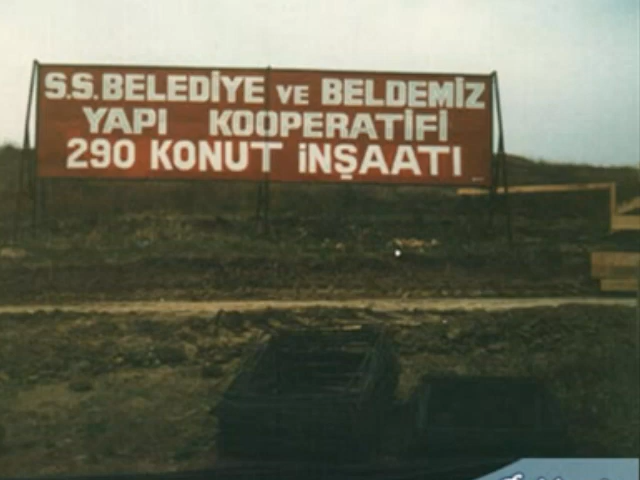 S.S.BELEDİYE VE BELDEMİZ
YAPI KOOPERATİFİ
290 KONUT İNŞAATI